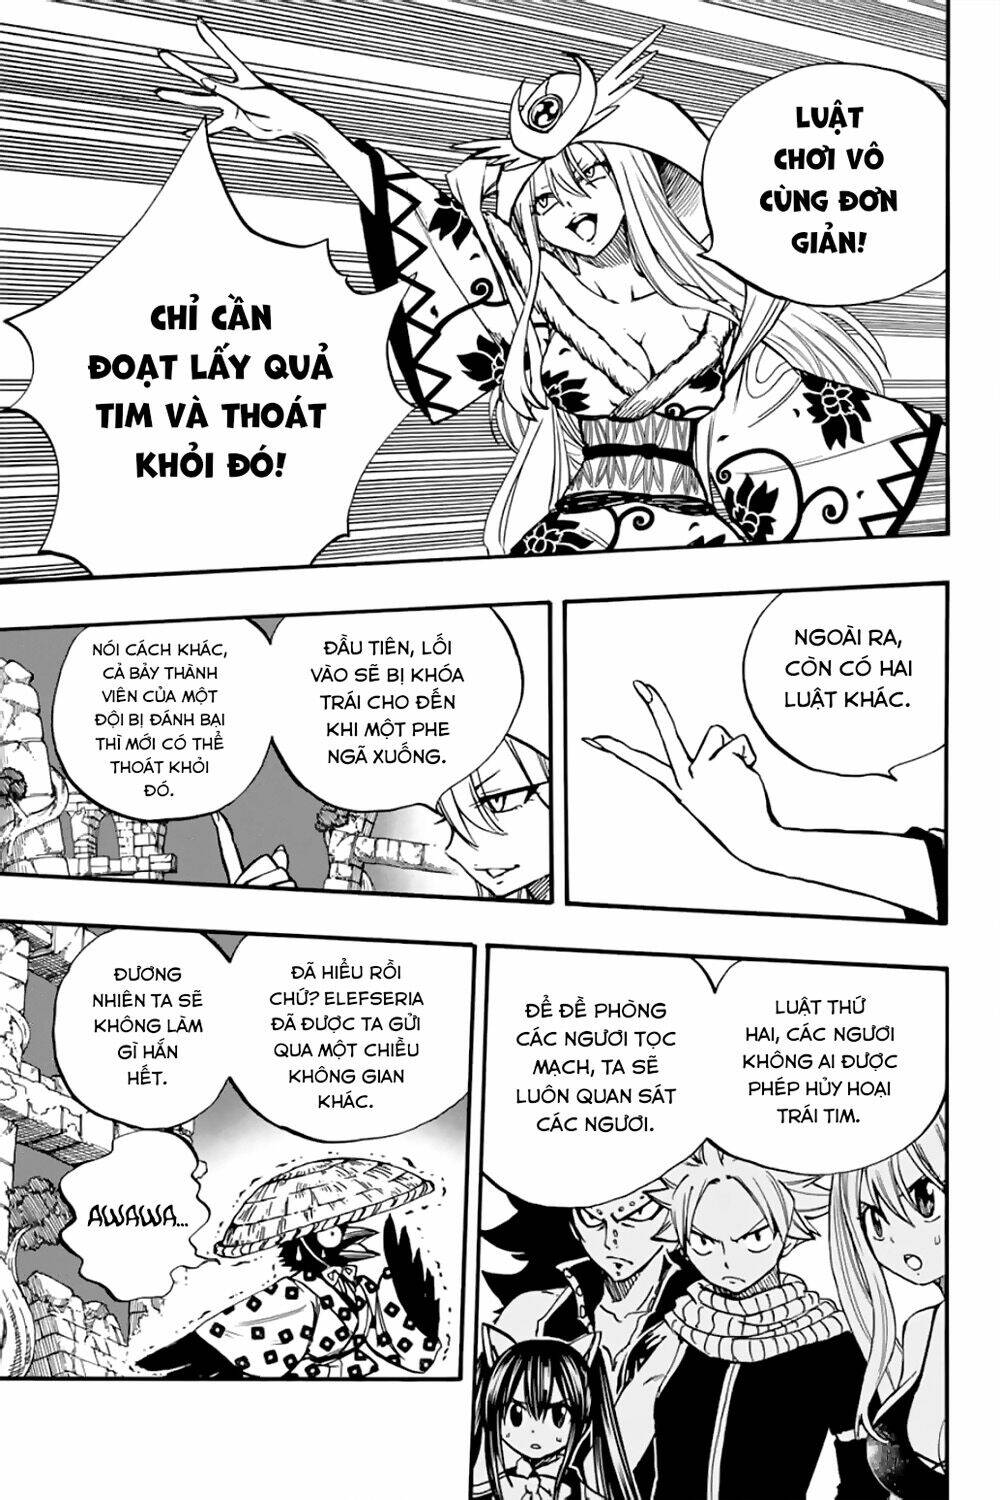 LUẬT
CHƠI VÔ
CÙNG ĐƠN
GIẢN!
CHỈ CẦN
ĐOẠT LẤY QUẢ
TIM VÀ THOÁT
KHỎI ĐÓ!
NGOÀI RA,
CÒN CÓ HAI
LUẬT KHÁC.
ĐẦU TIÊN, LỐI
VÀO SẼ BỊ KHÓA
TRÁI CHO ĐẾN
KHI MỘT PHE
NGÃ XUỐNG.
NÓI CÁCH KHÁC,
CẢ BẢY THÀNH
VIÊN CỦA MỘT
ĐỘI BỊ ĐÁNH BẠI
THÌ MỚI CÓ THỂ
THOÁT KHỎI
ĐÓ.
LUẬT THỨ
HAI, CÁC NGƯƠI
KHÔNG AI ĐƯỢC
PHÉP HỦY HOẠI
TRÁI TIM.
ĐỂ ĐỀ PHÒNG
CÁC NGƯƠI TỌC
MẠCH, TA SẼ
LUÔN QUAN SÁT
CÁC NGƯƠI.
ĐÃ HIỂU RỒI
CHỨ? ELEFSERIA
ĐÃ ĐƯỢC TA GỬI
QUA MỘT CHIỀU
KHÔNG GIAN
KHÁC.
ĐƯƠNG
NHIÊN TA SẼ
KHÔNG LÀM
GÌ HẮN
HẾT.
AWAWA...